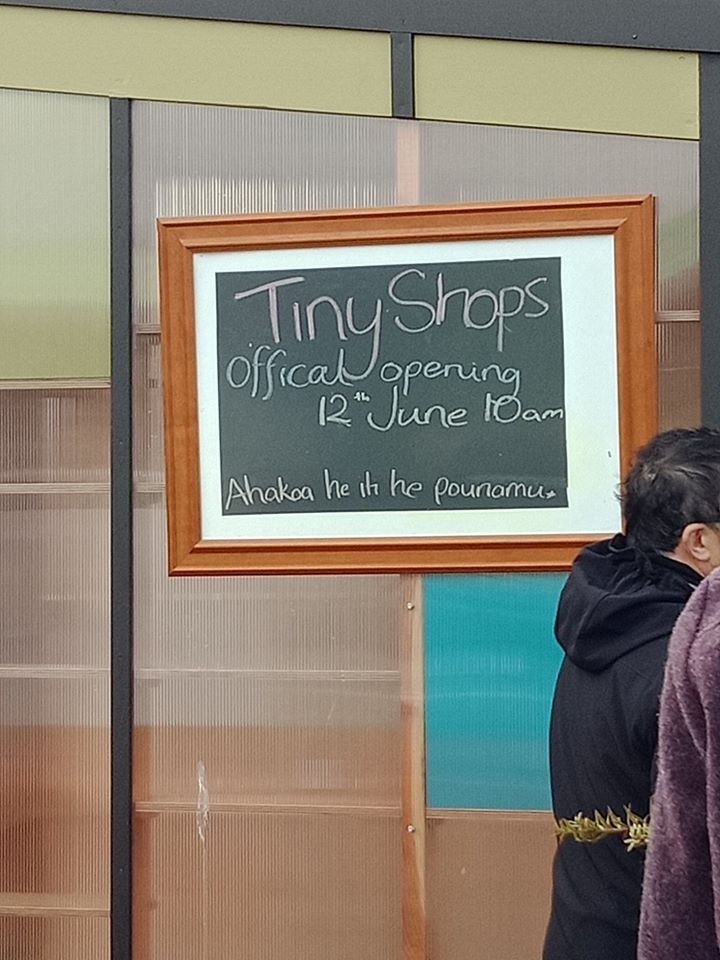 Tiny Shops
Offical opening
12th June 10am
Ahakoa he iti he pounamu